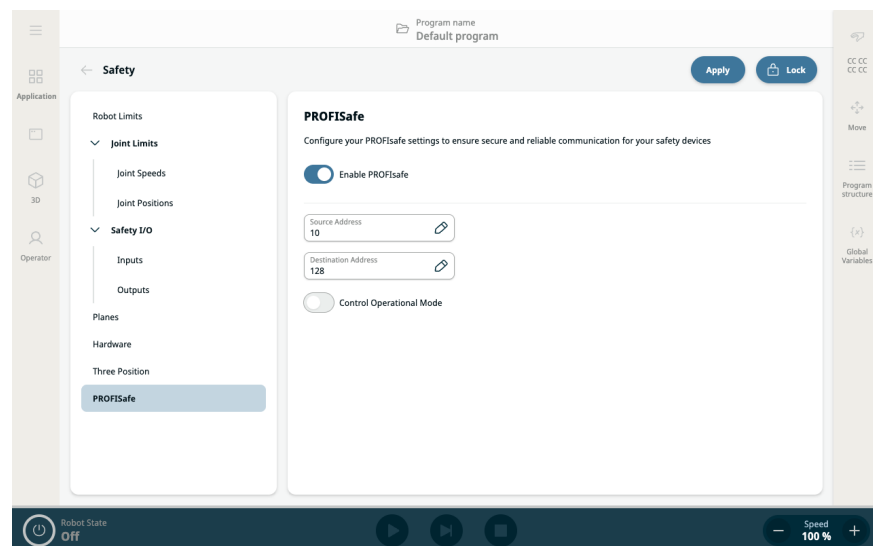 Program name
Default program
Safety
Apply
Lock
CC CC
CC CC
Application
Move
3D
Program
structure
Operator
Global
Variables
Robot Limits
Joint Limits
Joint Speeds
Joint Positions
Safety I/O
Inputs
Outputs
Planes
Hardware
Three Position
PROFISafe
PROFISafe
Configure your PROFIsafe settings to ensure secure and reliable communication for your safety devices
Enable PROFIsafe
Source Address
10
Destination Address
128
Control Operational Mode
Robot State
Off
Speed
100 %